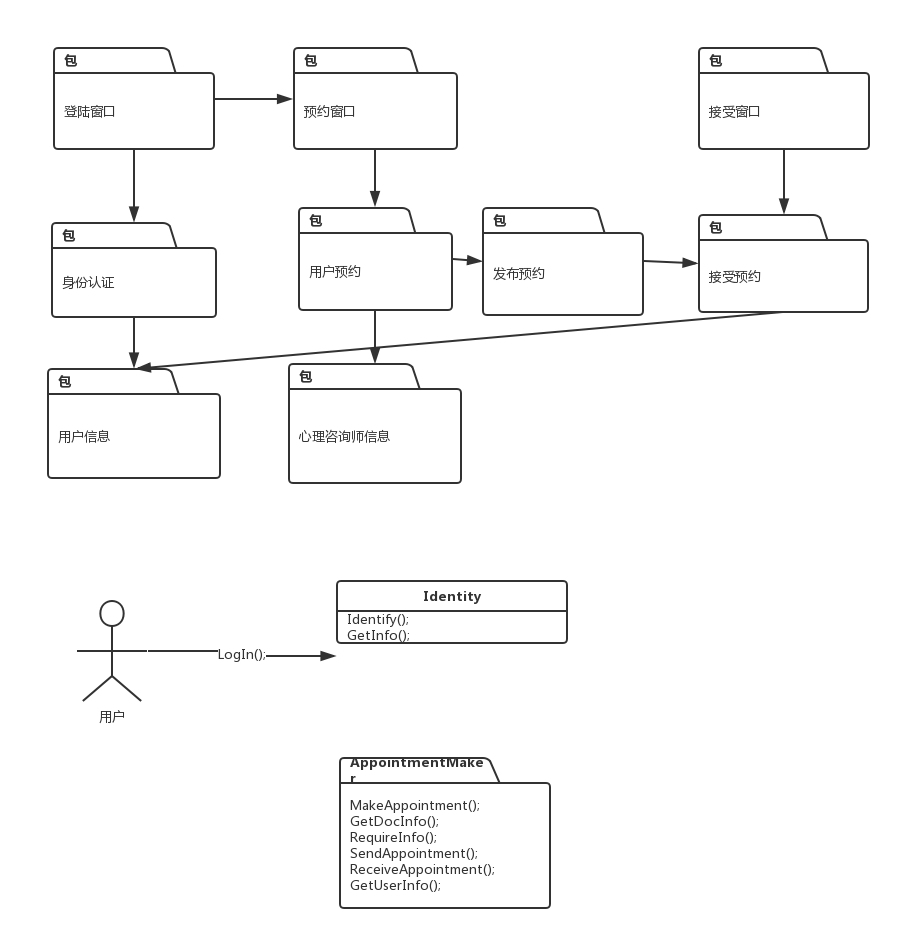 包
登陆窗口
包
预约窗口
包
接受窗口
包
身份认证
包
用户预约
包
发布预约
包
接受预约
包
用户信息
包
心理咨询师信息
Identity
Identify();
GetInfo();
LogIn();
用户
AppointmentMake
r
MakeAppointment();
GetDocInfo();
RequireInfo();
SendAppointment();
ReceiveAppointment();
GetUserInfo();